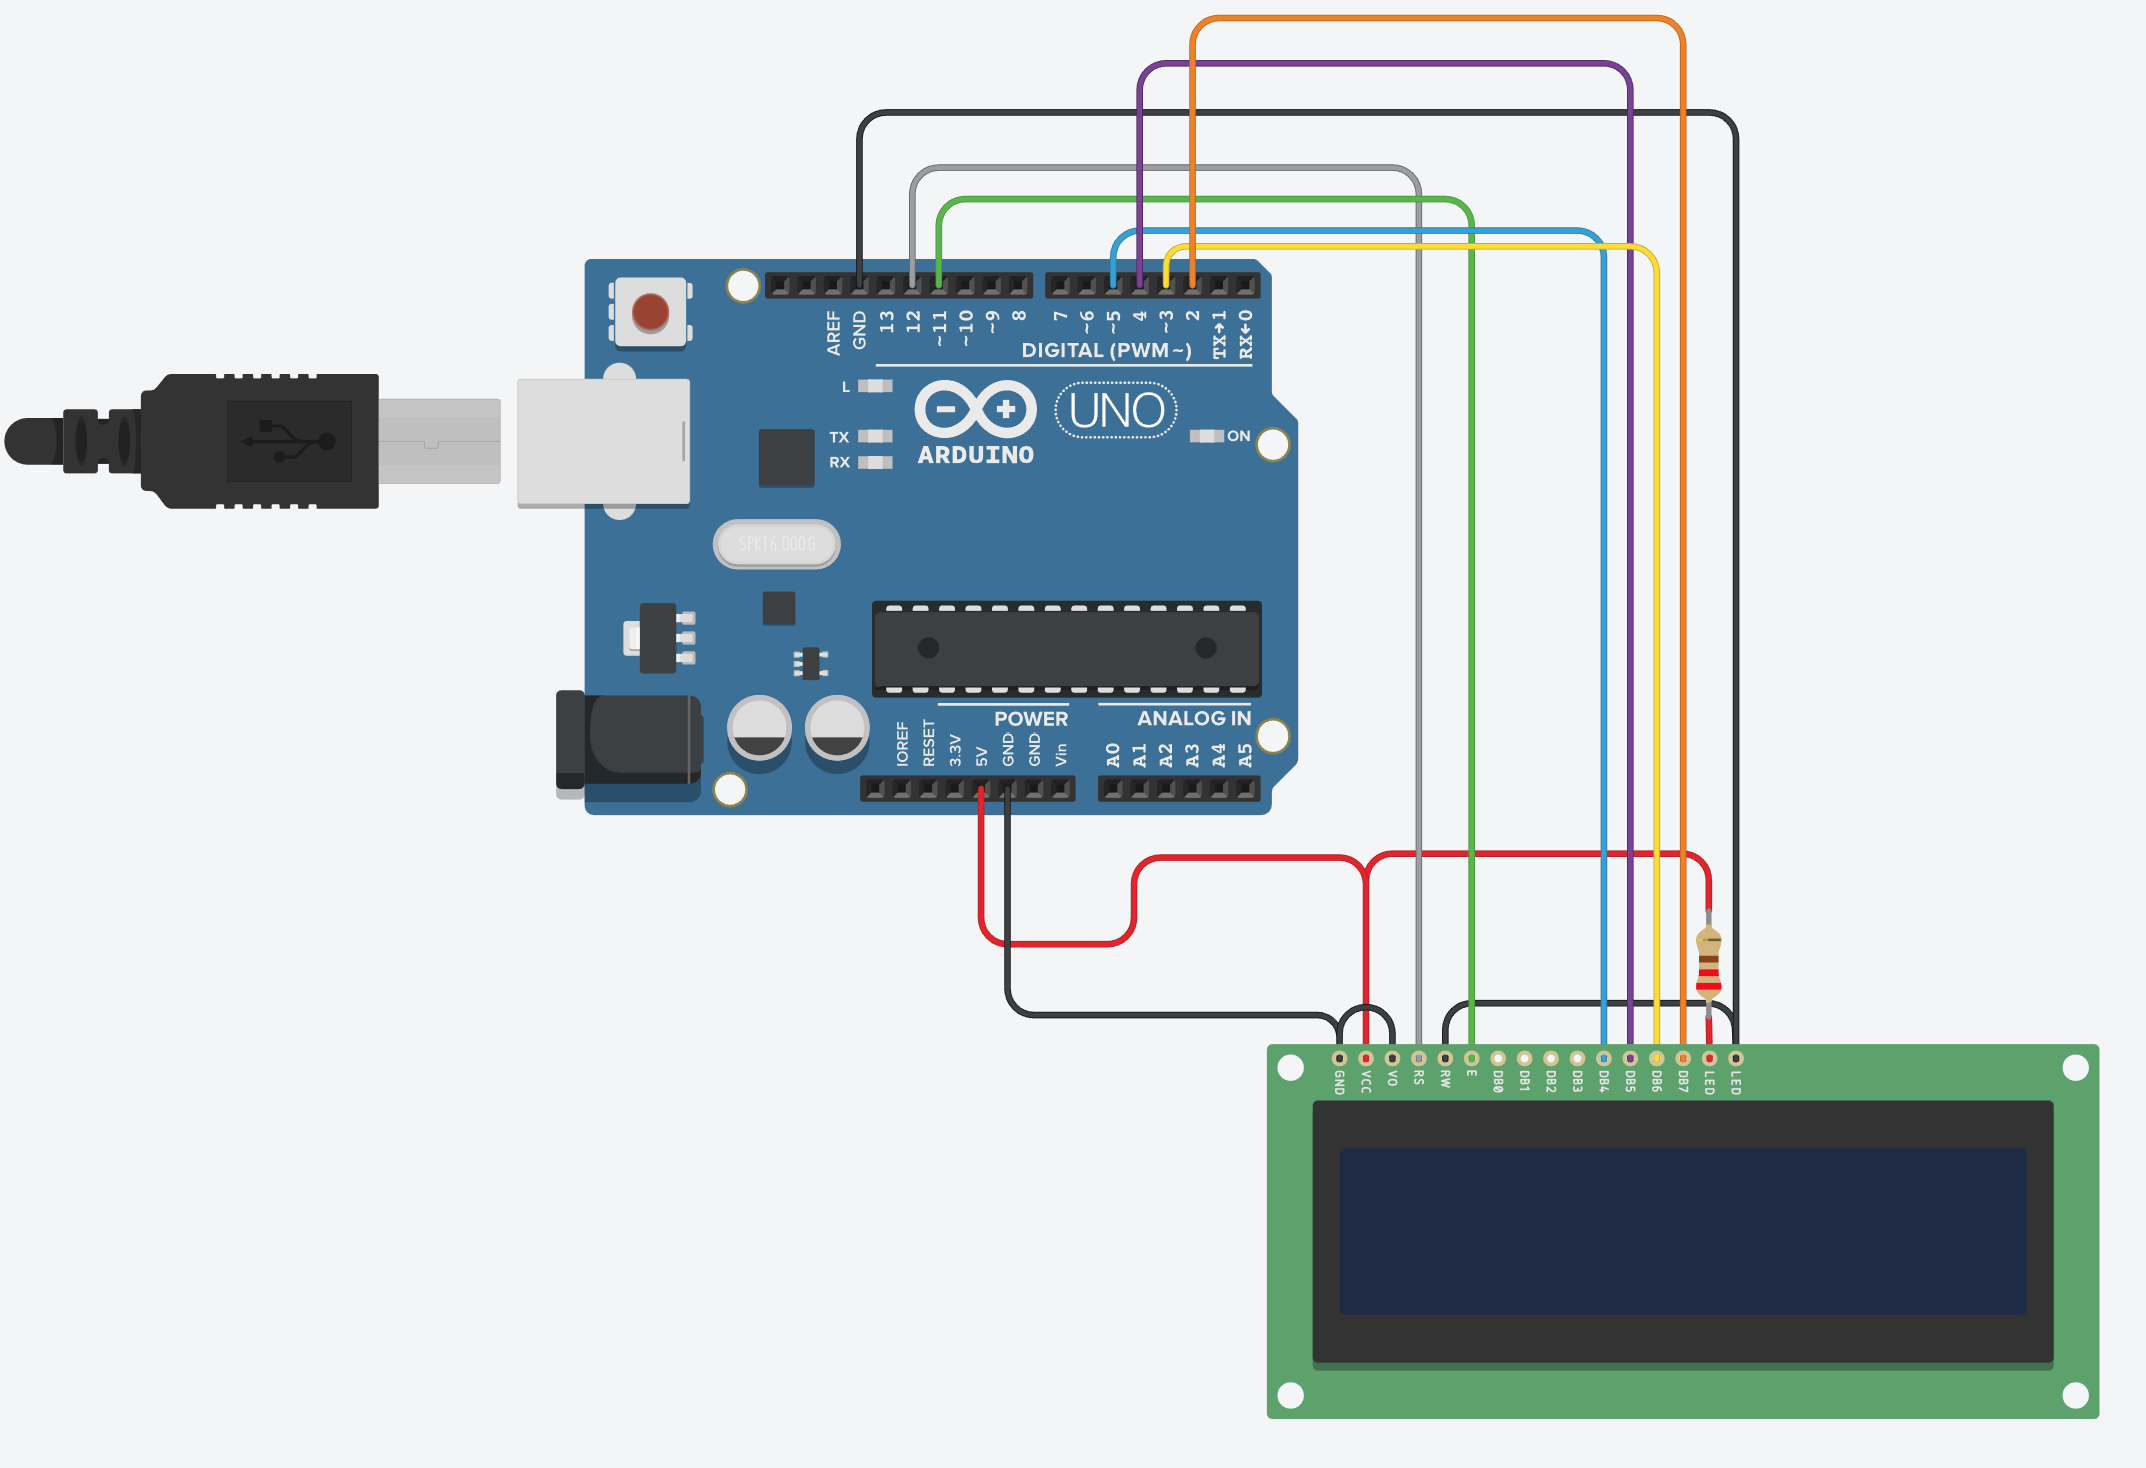 AREF
GND
13
12
~11
~10
~9
8
7
~6
~5
4
~3
2
TX→1
RX←0
DIGITAL (PWM~)
L
TX
RX
UNO
ARDUINO
ON
SPK16.000G
POWER
ANALOG IN
IOREF
RESET
3.3V
5V
GND
GND
Vin
A0
A1
A2
A3
A4
A5
GND
VCC
VO
RS
RW
E
DB0
DB1
DB2
DB3
DB4
DB5
DB6
DB7
LED
LED